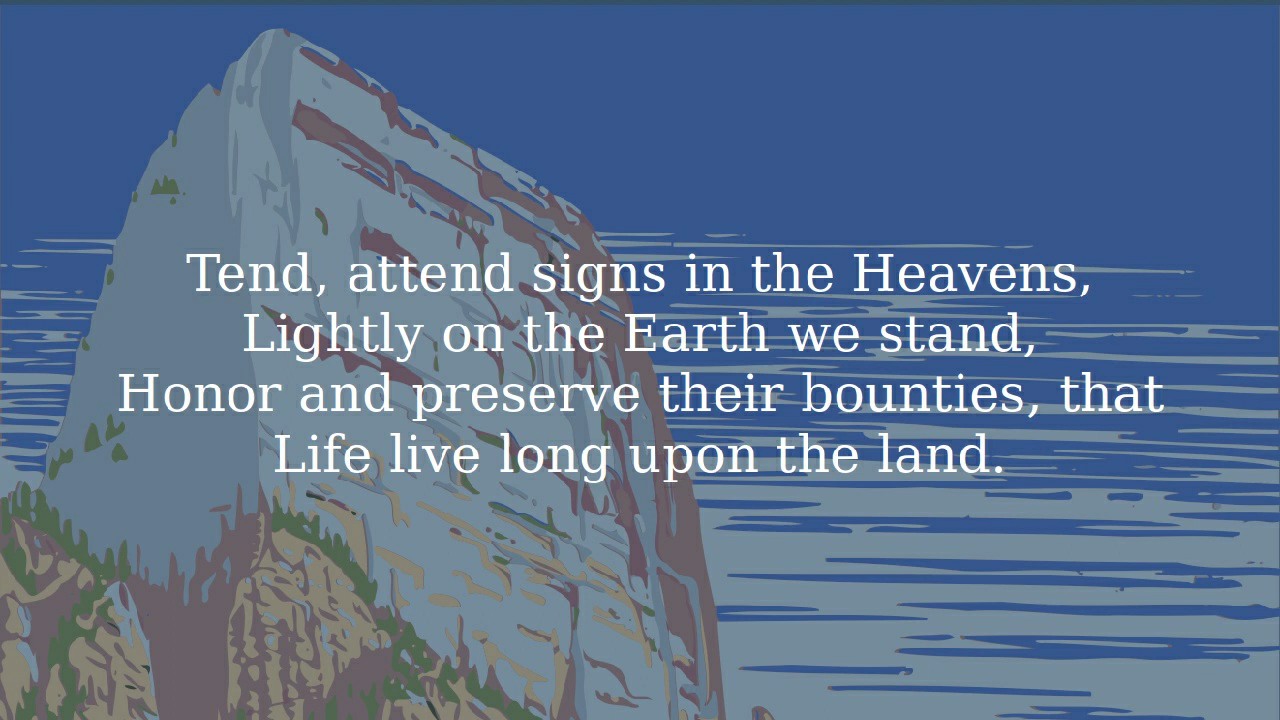 Tend, attend signs in the Heavens,
Lightly on the Earth we stand,
Honor and preserve their bounties, that
Life live long upon the land.